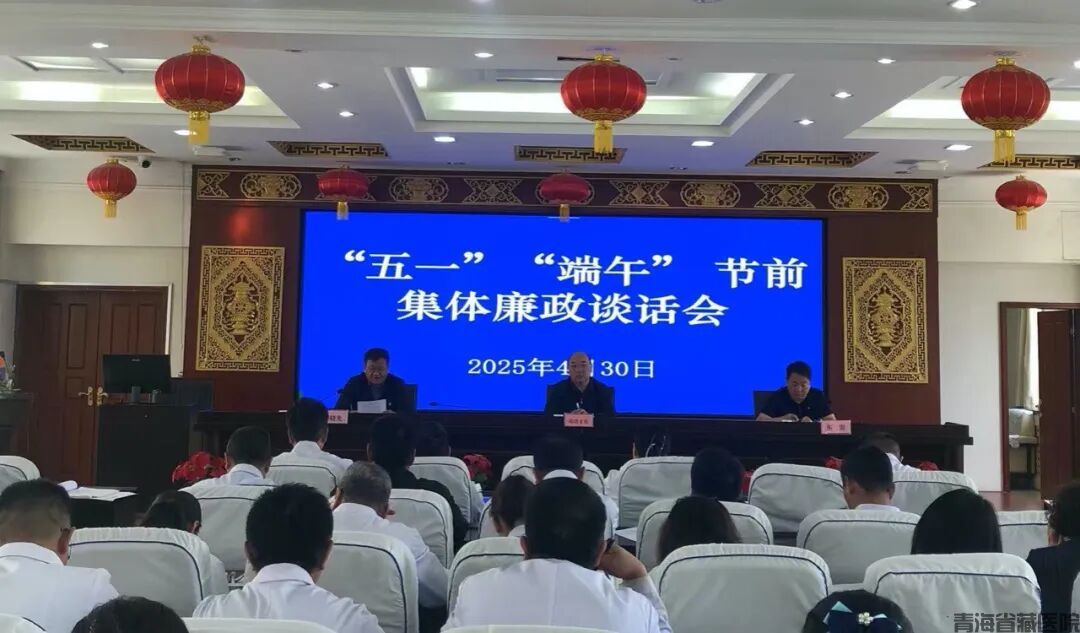 “五一” “端午” 节前
集体廉政谈话会
2025年4月30日
青海省藏医院